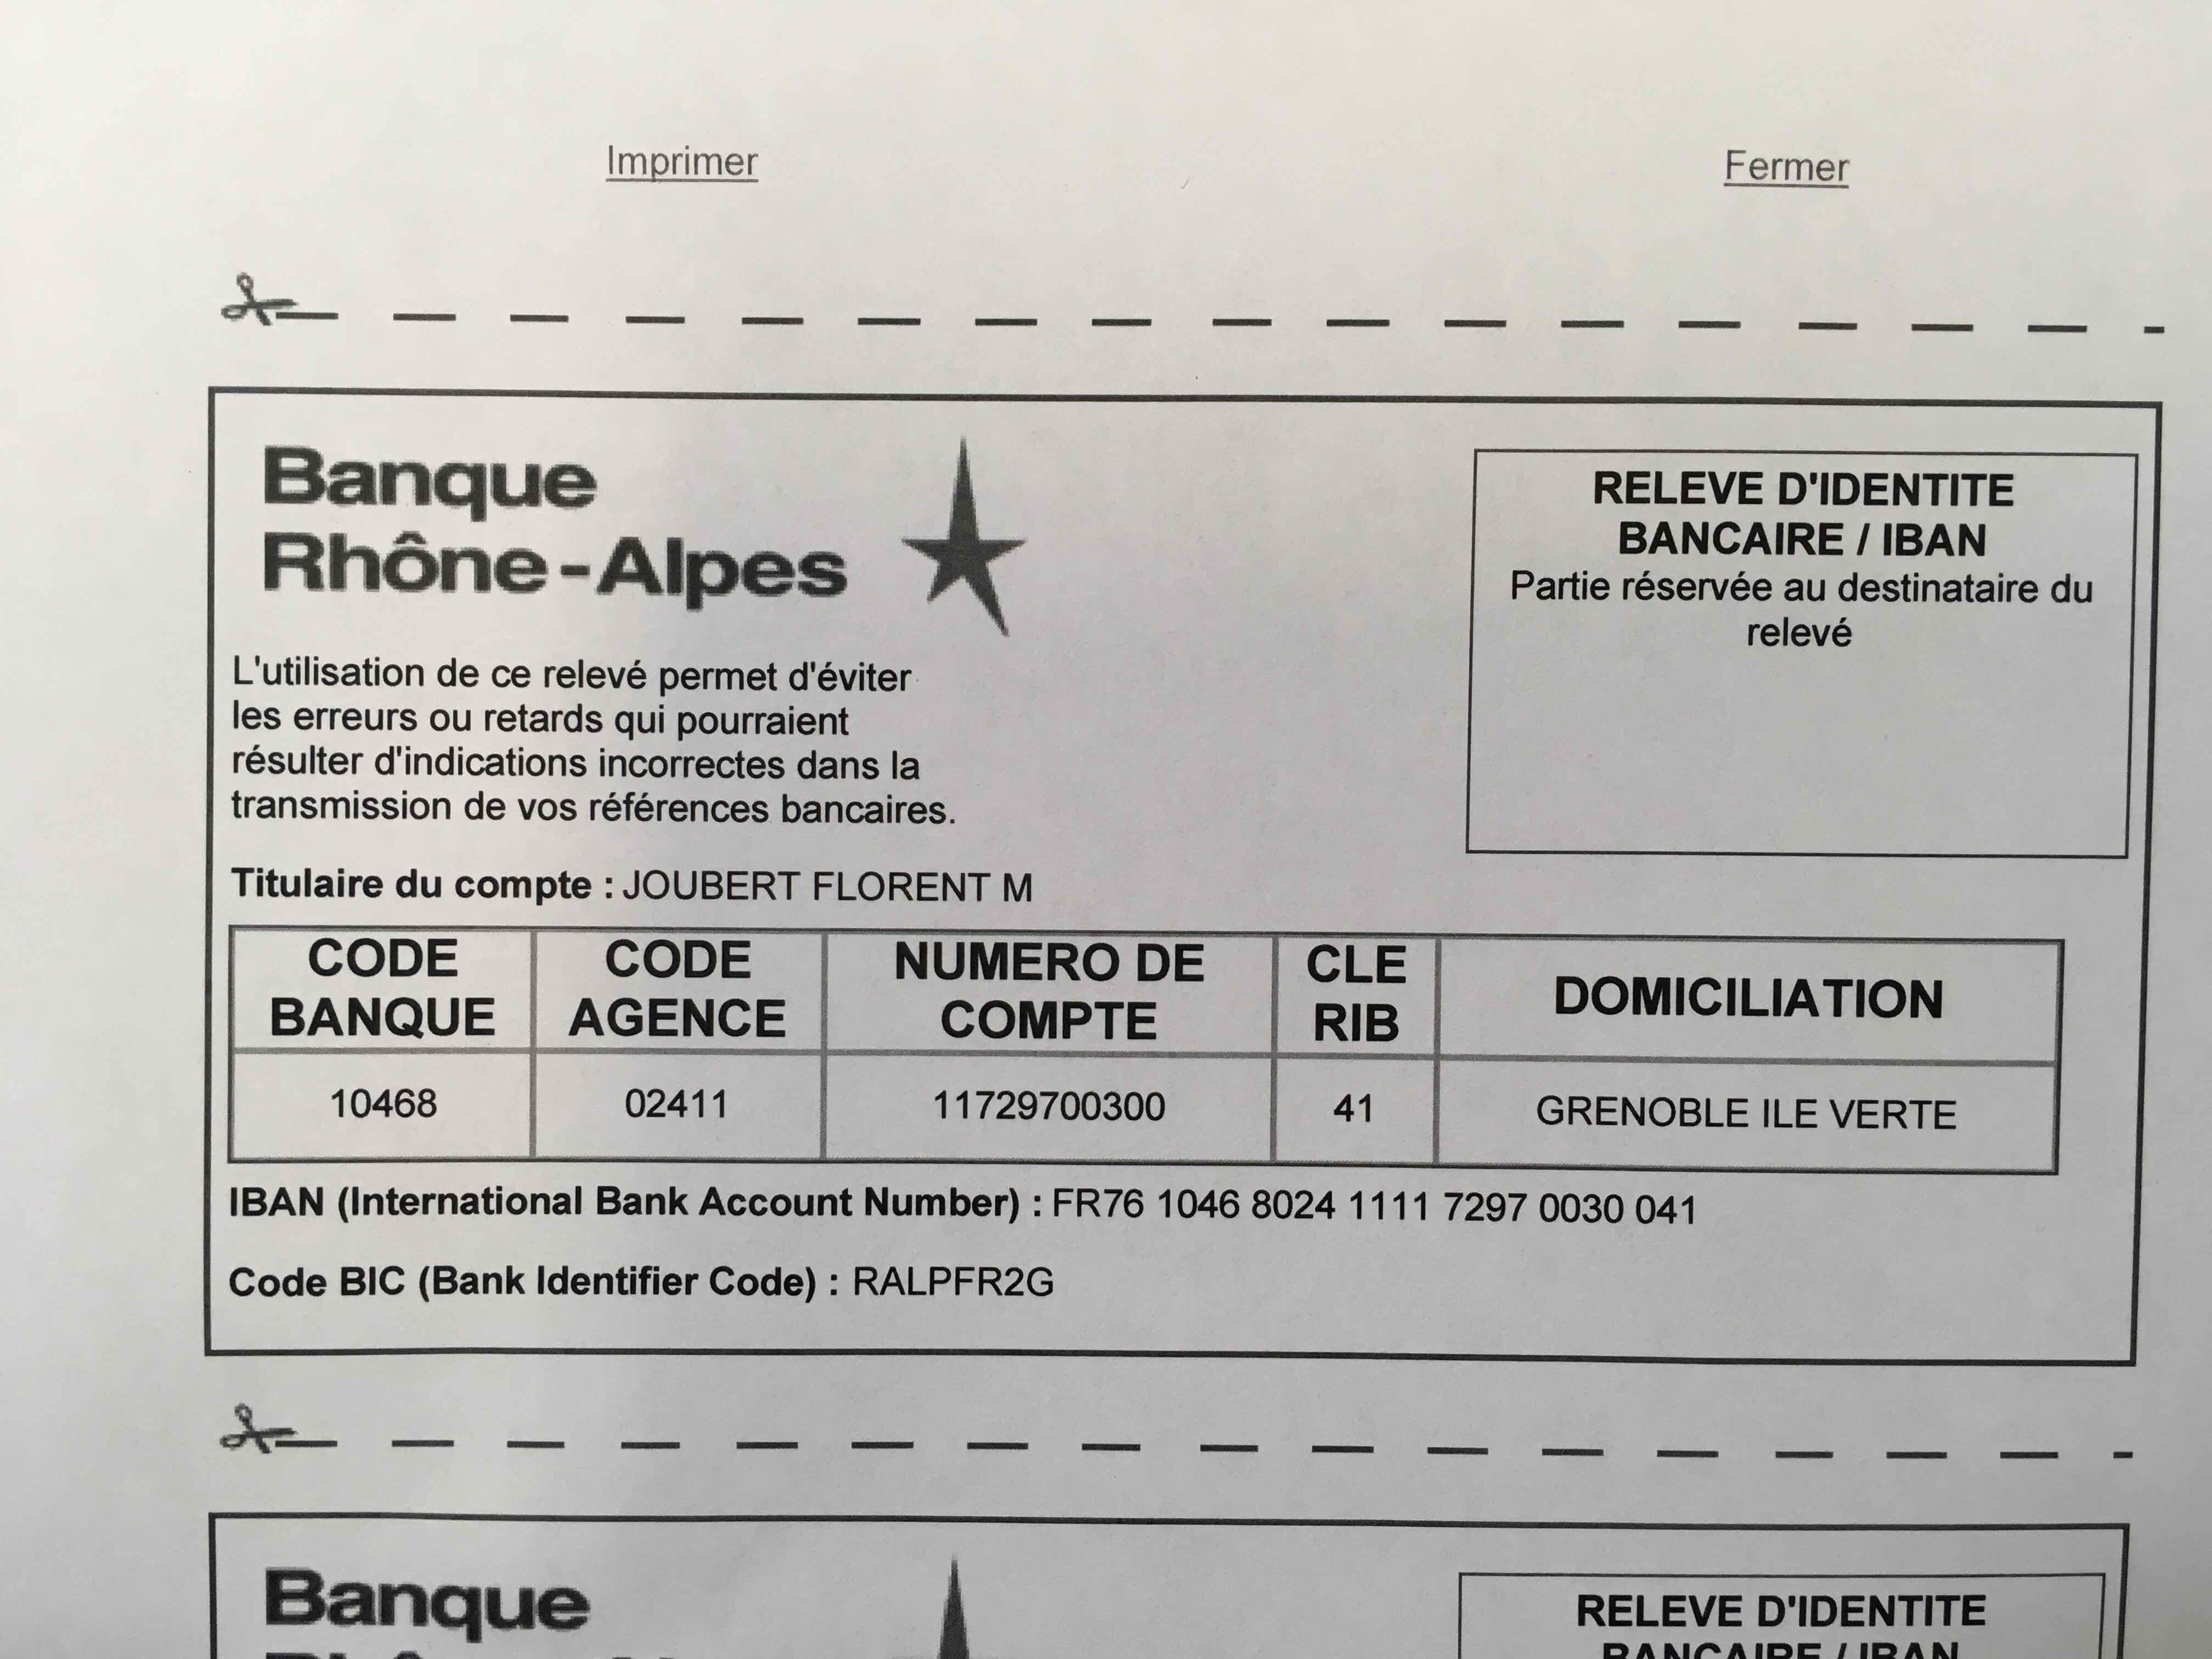 Imprimer Fermer
Banque
Rhône-Alpes
RELEVE D'IDENTITE
BANCAIRE / IBAN
Partie réservée au destinataire du
relevé
L'utilisation de ce relevé permet d'éviter
les erreurs ou retards qui pourraient
résulter d'indications incorrectes dans la
transmission de vos références bancaires.
Titulaire du compte : JOUBERT FLORENT M
CODE BANQUE CODE AGENCE NUMERO DE COMPTE CLE RIB DOMICILIATION
10468 02411 11729700300 41 GRENOBLE ILE VERTE
IBAN (International Bank Account Number) : FR76 1046 8024 1111 7297 0030 041
Code BIC (Bank Identifier Code) : RALPFR2G
Banque
RELEVE D'IDENTITE
BANCAIRE / IBAN